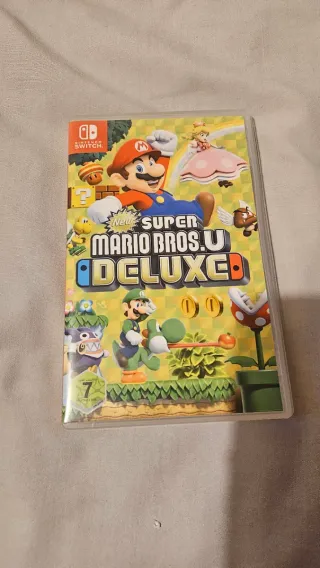 NINTENDO
SWITCH
?
New
SUPER
MARIO BROS.U
DELUXE
7